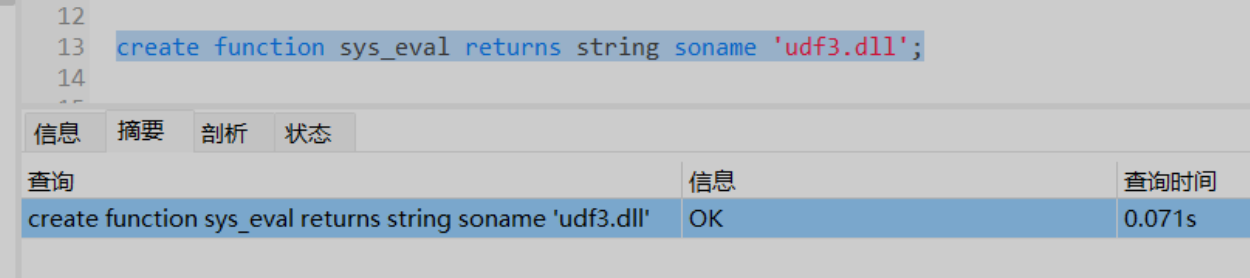 12
13 create function sys_eval returns string soname 'udf3.dll';
14
信息 摘要 剖析 状态
查询 信息 查询时间
create function sys_eval returns string soname 'udf3.dll' OK 0.071s